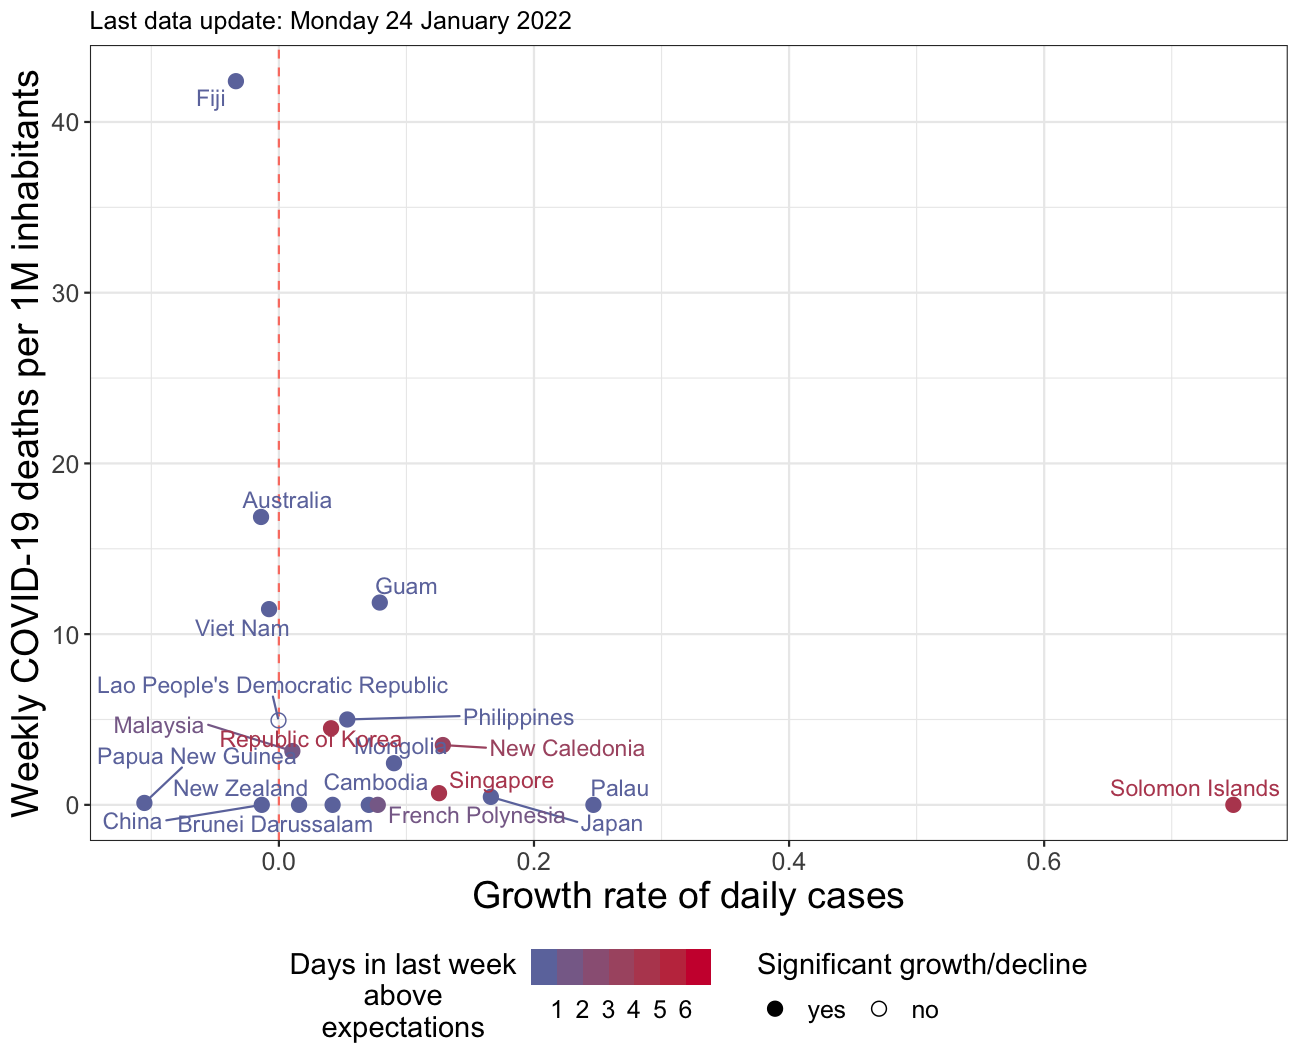 Last data update: Monday 24 January 2022
Weekly COVID-19 deaths per 1M inhabitants
40
30
20
10
0
Fiji
Australia
Guam
Viet Nam
Lao People's Democratic Republic
Malaysia
Philippines
Republic of Korea
Mongolia
New Caledonia
Papua New Guinea
Cambodia
Singapore
New Zealand
Palau
Solomon Islands
China
Brunei Darussalam
French Polynesia
Japan
0.0 0.2 0.4 0.6
Growth rate of daily cases
Days in last week
above
expectations
1 2 3 4 5 6
Significant growth/decline
yes no